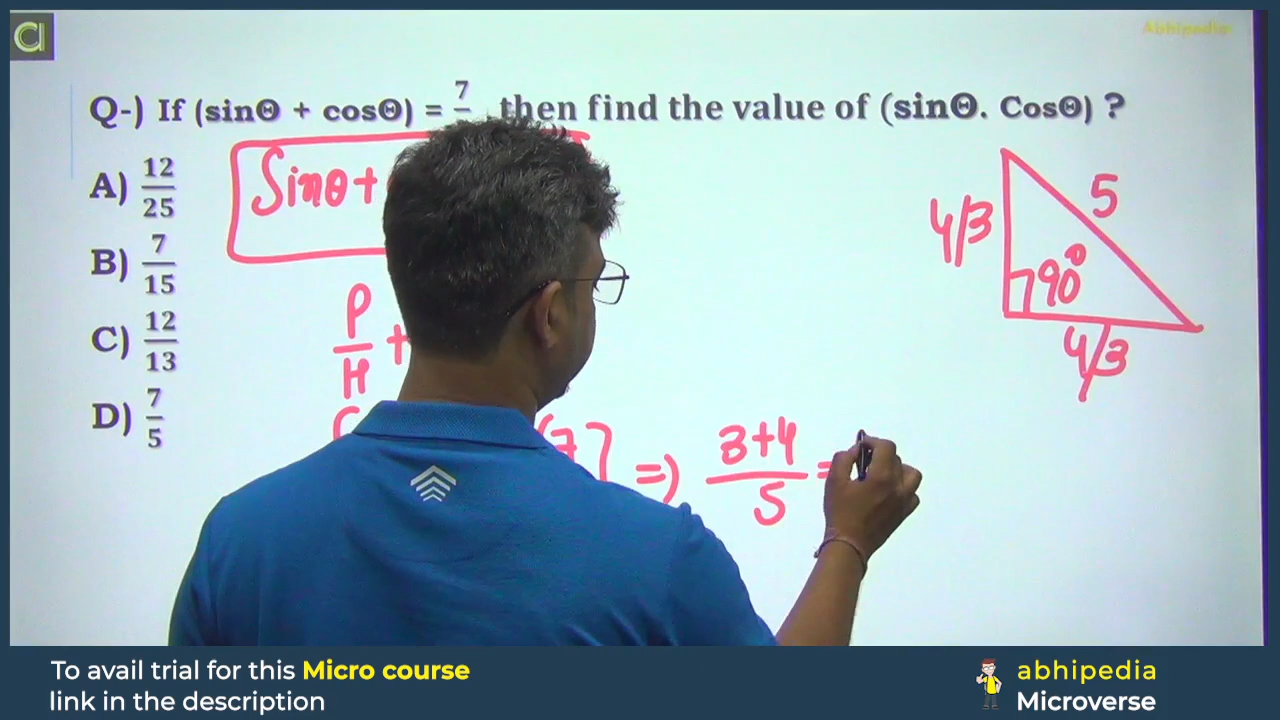 a
Abhipedia
Q-) If (sinΘ + cosΘ) = 7/ then find the value of (sinΘ. CosΘ) ?
A) 12/25
B) 7/15
C) 12/13
D) 7/5
Sinθ+
P/H +
(7
=) 3+4/5 =
5
4/3
90°
4/3
To avail trial for this Micro course
link in the description
abhipedia
Microverse